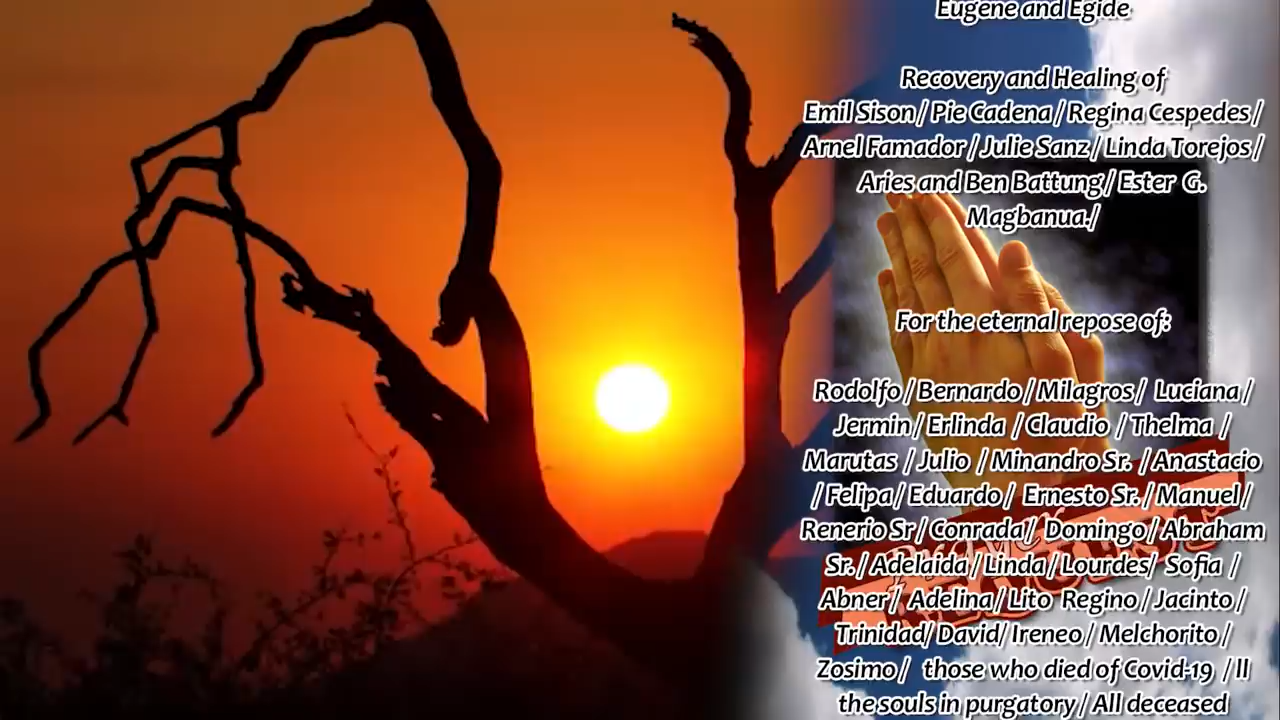 Eugene and Egide
Recovery and Healing of
Emil Sison / Pie Cadena / Regina Cespedes /
Arnel Famador / Julie Sanz / Linda Torejos /
Aries and Ben Battung / Ester G.
Magbanua./
For the eternal repose of:
Rodolfo / Bernardo / Milagros / Luciana /
Jermin / Erlinda / Claudio / Thelma /
Marutas / Julio / Minandro Sr. / Anastacio
/ Felipa / Eduardo / Ernesto Sr. / Manuel /
Renerio Sr / Conrada / Domingo / Abraham
Sr. / Adelaida / Linda / Lourdes/ Sofia /
Abner / Adelina / Lito Regino / Jacinto /
Trinidad/ David/ Ireneo / Melchorito /
Zosimo / those who died of Covid-19 / ll
the souls in purgatory / All deceased